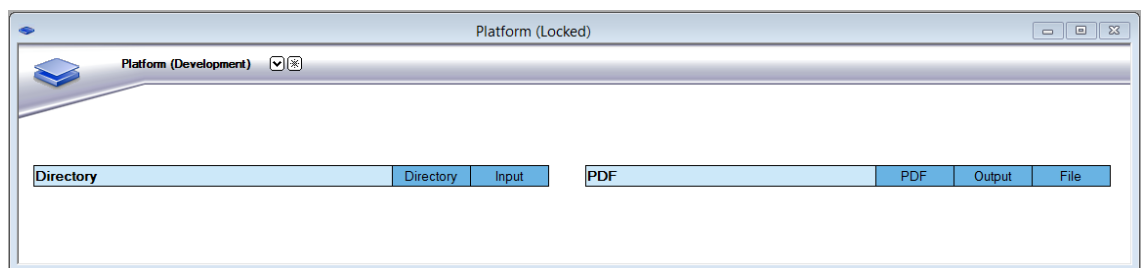 Platform (Locked)
Platform (Development)
Directory Directory Input PDF PDF Output File